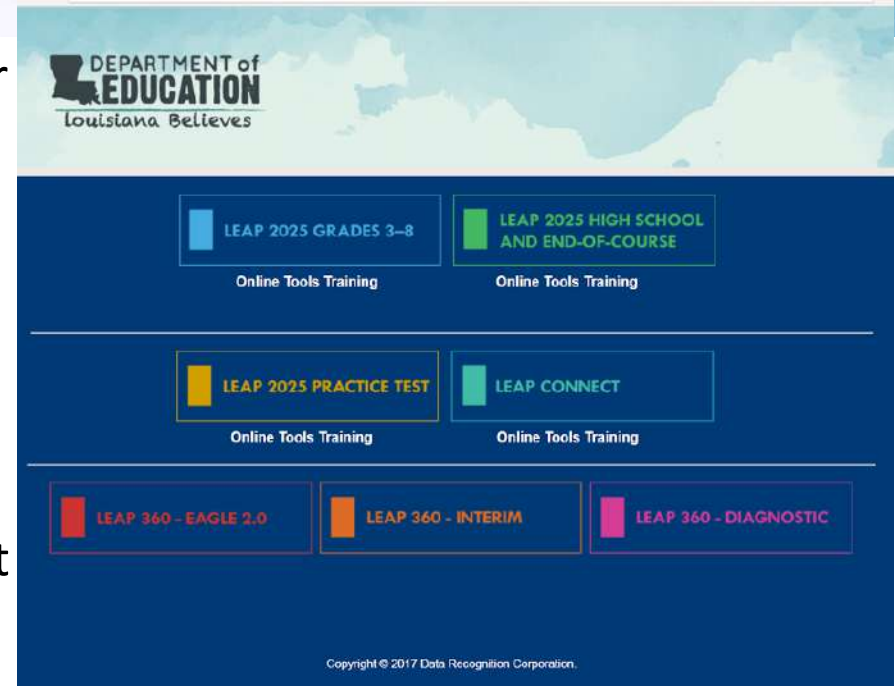 r
DEPARTMENT of
EDUCATION
Louisiana Believes
LEAP 2025 GRADES 3–8
LEAP 2025 HIGH SCHOOL
AND END-OF-COURSE
Online Tools Training
Online Tools Training
LEAP 2025 PRACTICE TEST
LEAP CONNECT
Online Tools Training
Online Tools Training
LEAP 360 - EAGLE 2.0
LEAP 360 - INTERIM
LEAP 360 - DIAGNOSTIC
t
Copyright © 2017 Data Recognition Corporation.